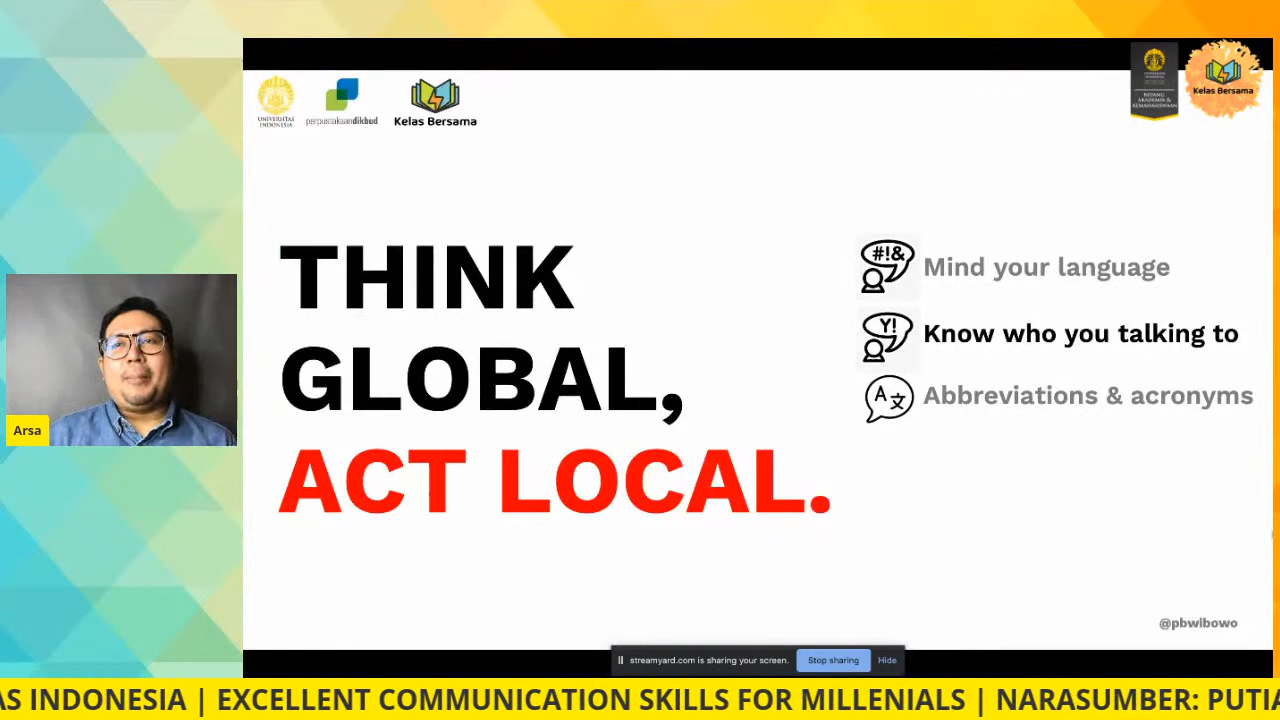 UNIVERSITAS
INDONESIA
perpustakaandikbud
Kelas Bersama
BIDANG
AKADEMIK &
KEMAHASISWAAN
Kelas Bersama
THINK
GLOBAL,
ACT LOCAL.
#!&
Mind your language
Y!
Know who you talking to
A文
Abbreviations & acronyms
Arsa
@pbwibowo
streamyard.com is sharing your screen.
Stop sharing
Hide
AS INDONESIA | EXCELLENT COMMUNICATION SKILLS FOR MILLENIALS | NARASUMBER: PUTIA